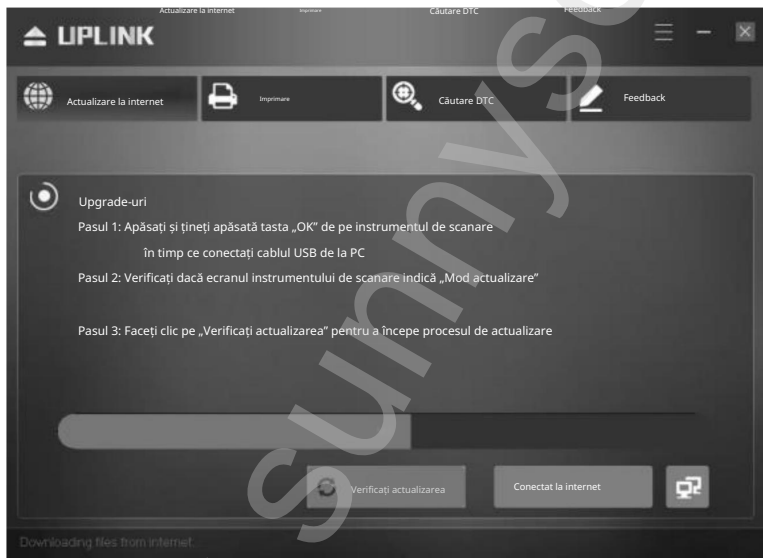 Actualizare la internet Imprimare Căutare DTC Feedback
UPLINK
Actualizare la internet Imprimare Căutare DTC Feedback
Upgrade-uri
Pasul 1: Apăsați și țineți apăsată tasta „OK” de pe instrumentul de scanare
în timp ce conectați cablul USB de la PC
Pasul 2: Verificați dacă ecranul instrumentului de scanare indică „Mod actualizare”
Pasul 3: Faceți clic pe „Verificați actualizarea” pentru a începe procesul de actualizare
Verificați actualizarea Conectat la internet
Downloading files from internet.
sunnys